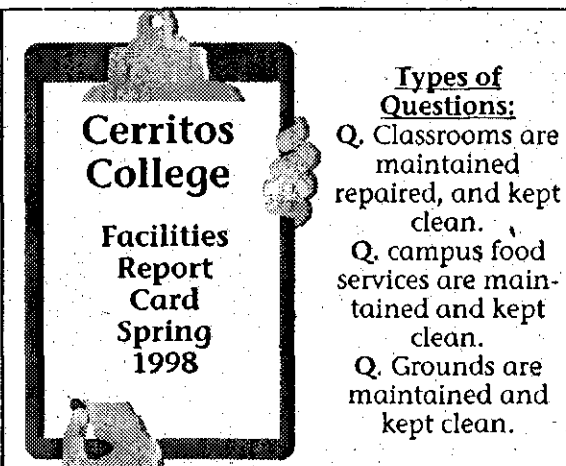 Cerritos
College
Facilities
Report
Card
Spring
1998
Types of
Questions:
Q. Classrooms are
maintained
repaired, and kept
clean.
Q. campus food
services are main-
tained and kept
clean.
Q. Grounds are
maintained and
kept clean.